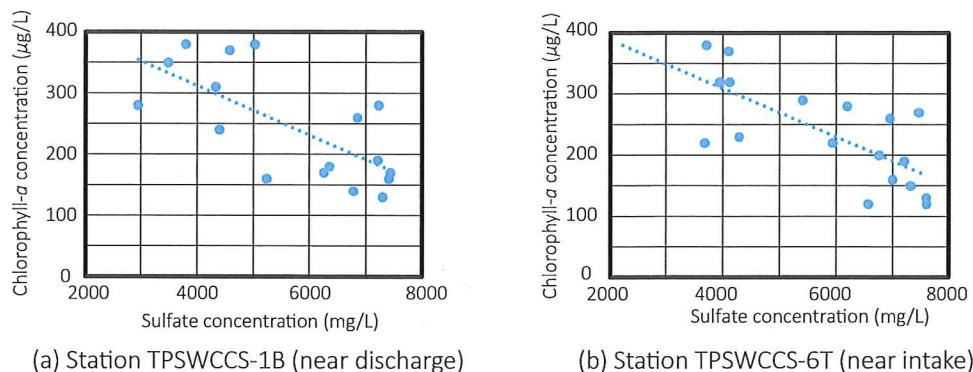 Chlorophyll-a concentration (µg/L)
400
300
200
100
0
2000 4000 6000 8000
Sulfate concentration (mg/L)
(a) Station TPSWCCS-1B (near discharge)
Chlorophyll-a concentration (µg/L)
400
300
200
100
0
2000 4000 6000 8000
Sulfate concentration (mg/L)
(b) Station TPSWCCS-6T (near intake)